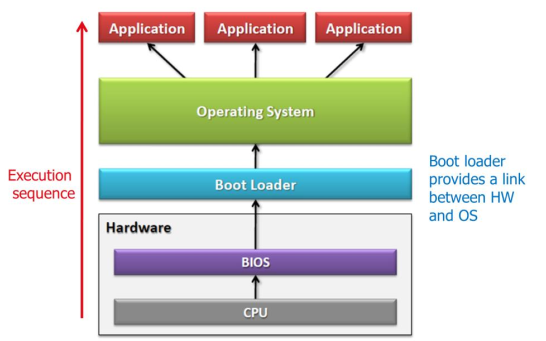 Application
Application
Application
Operating System
Execution
sequence
Boot Loader
Boot loader
provides a link
between HW
and OS
Hardware
BIOS
CPU